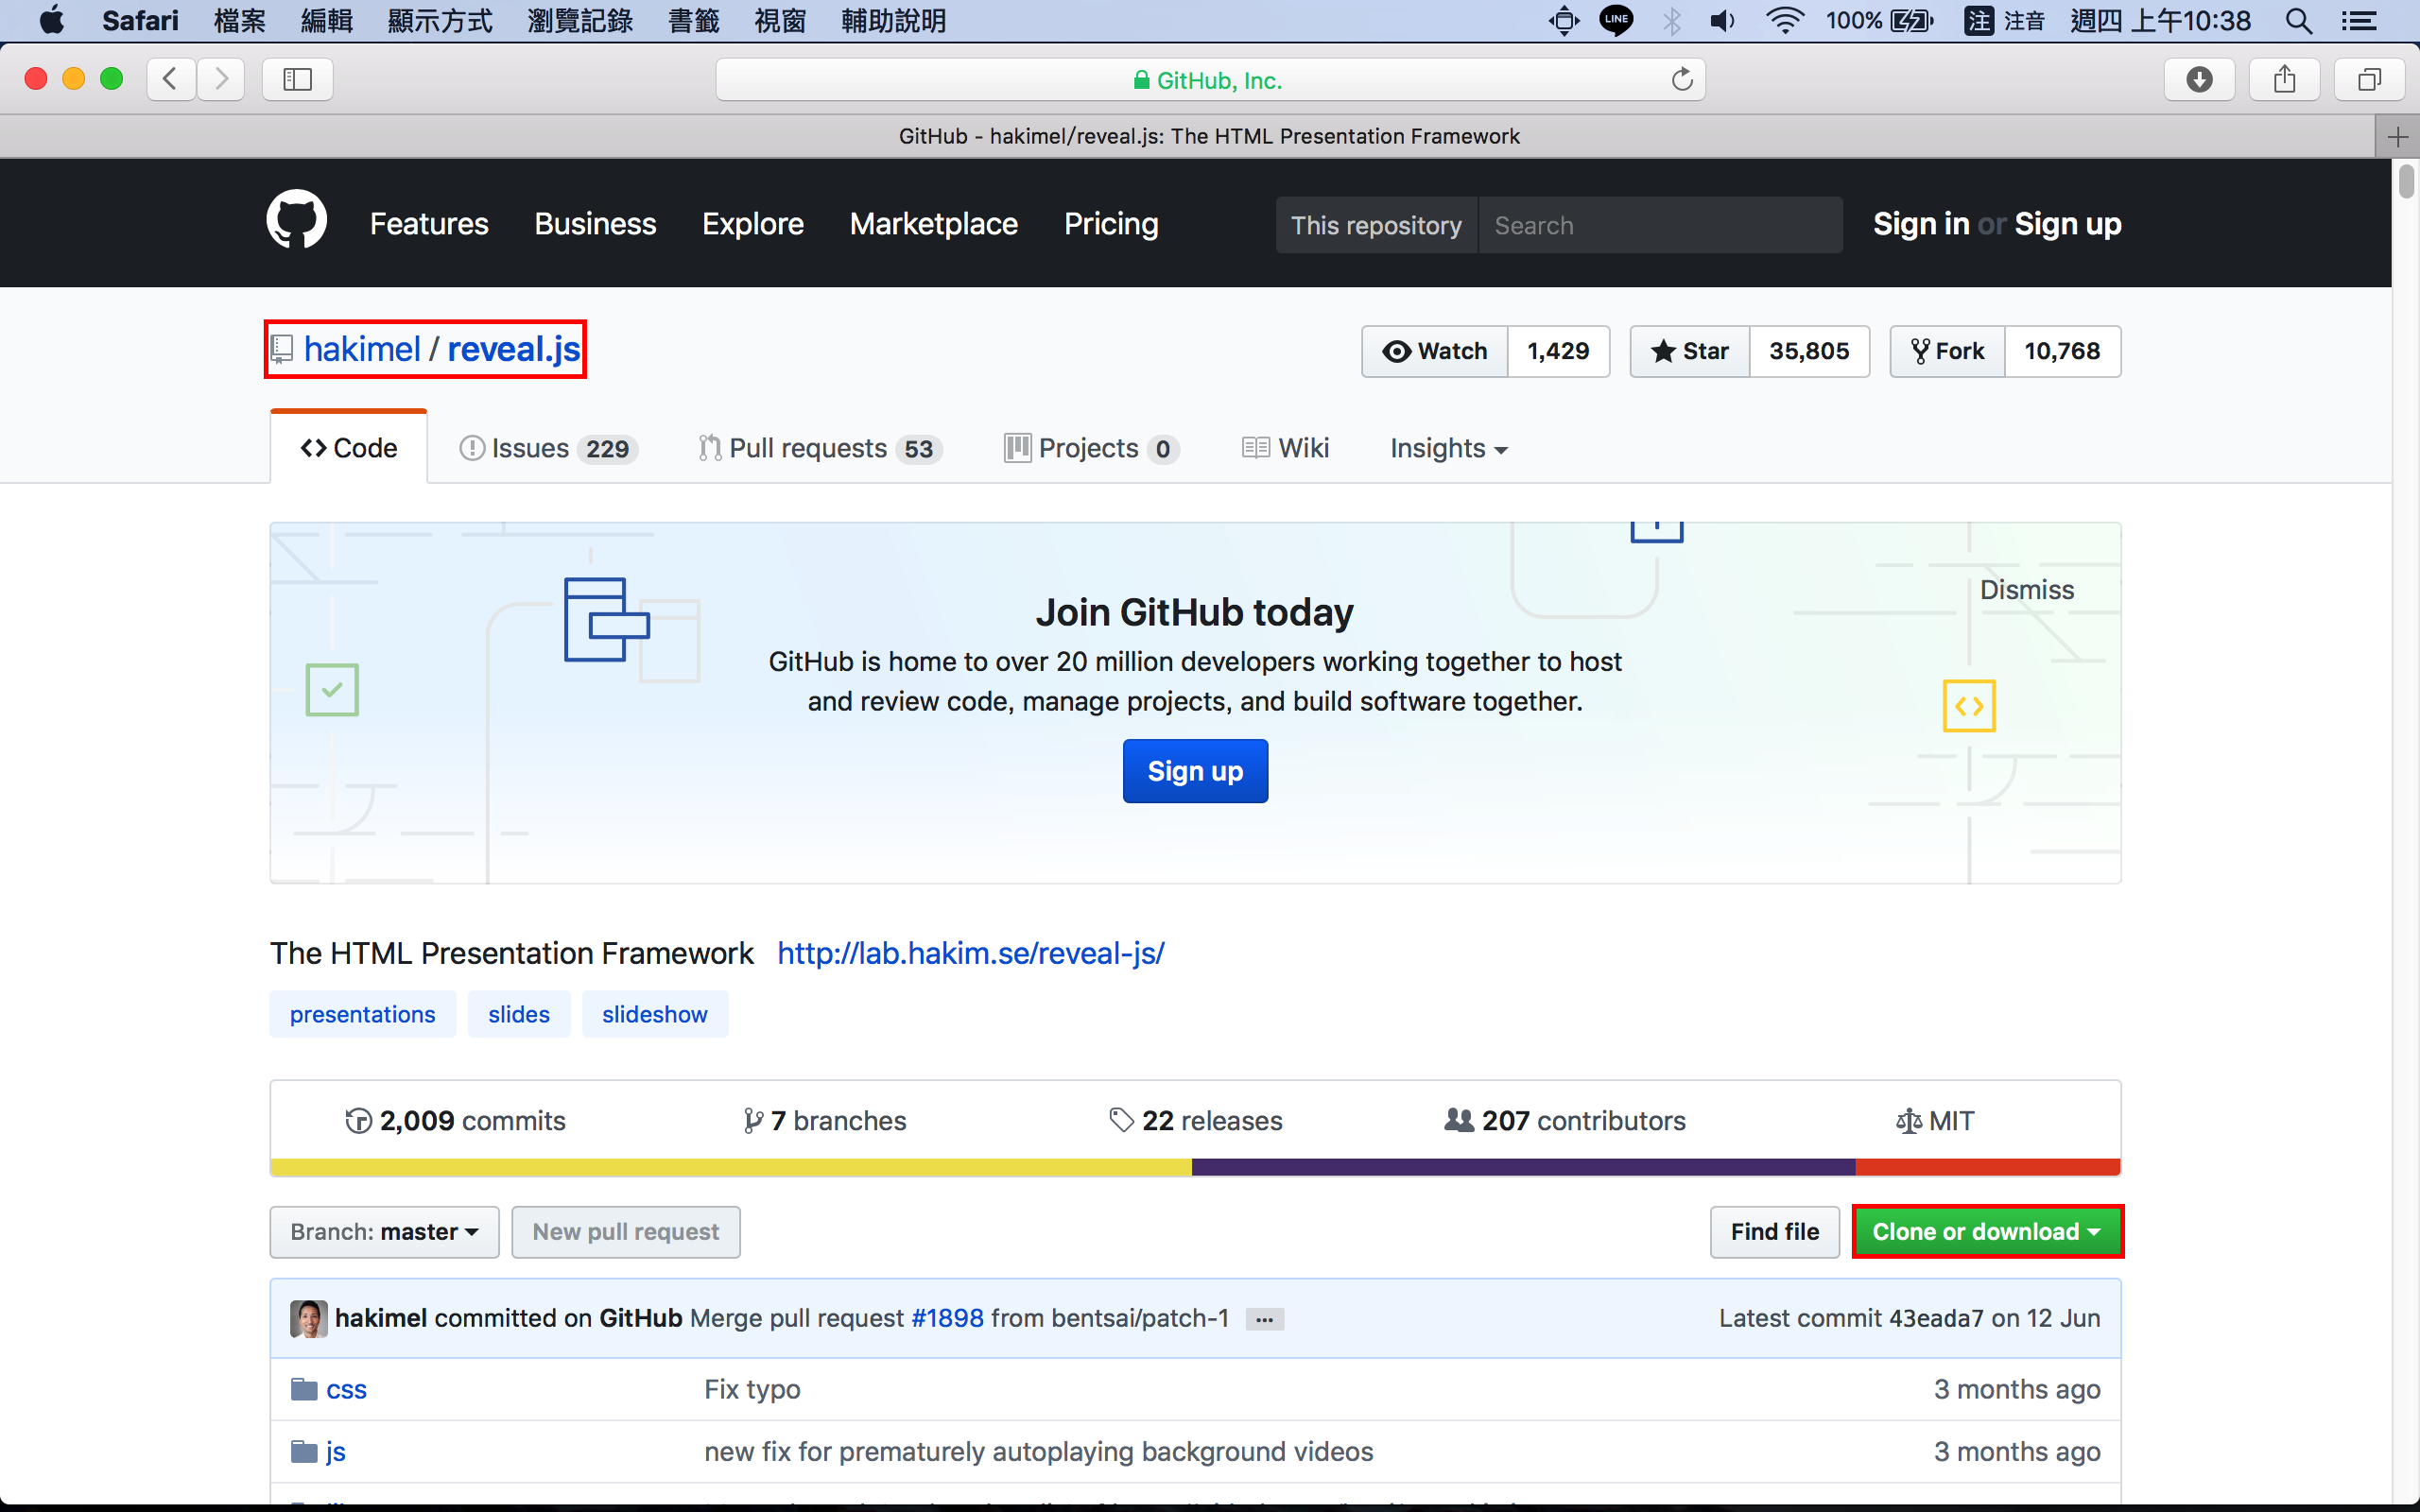 Safari 檔案 編輯 顯示方式 瀏覽記錄 書籤 視窗 輔助說明 LINE 100% 注 注音 週四 上午10:38
GitHub, Inc.
GitHub - hakimel/reveal.js: The HTML Presentation Framework
Features Business Explore Marketplace Pricing This repository Search Sign in or Sign up
hakimel / reveal.js Watch 1,429 Star 35,805 Fork 10,768
Code Issues 229 Pull requests 53 Projects 0 Wiki Insights
Dismiss
Join GitHub today
GitHub is home to over 20 million developers working together to host
and review code, manage projects, and build software together.
Sign up
The HTML Presentation Framework http://lab.hakim.se/reveal-js/
presentations slides slideshow
2,009 commits 7 branches 22 releases 207 contributors MIT
Branch: master New pull request Find file Clone or download
hakimel committed on GitHub Merge pull request #1898 from bentsai/patch-1 … Latest commit 43eada7 on 12 Jun
css Fix typo 3 months ago
js new fix for prematurely autoplaying background videos 3 months ago